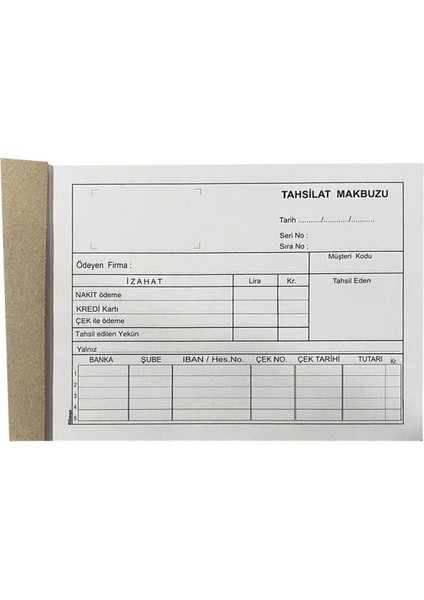 TAHSİLAT MAKBUZU
Tarih ........../.........../..........
Seri No :
Sıra No :
Ödeyen Firma :
Müşteri Kodu
İZAHAT Lira Kr. Tahsil Eden
NAKİT ödeme
KREDİ Kartı
ÇEK ile ödeme
Tahsil edilen Yekün
Yalnız
BANKA ŞUBE IBAN / Hes.No. ÇEK NO. ÇEK TARİHİ TUTARI Kr.
1
2
3
4
5